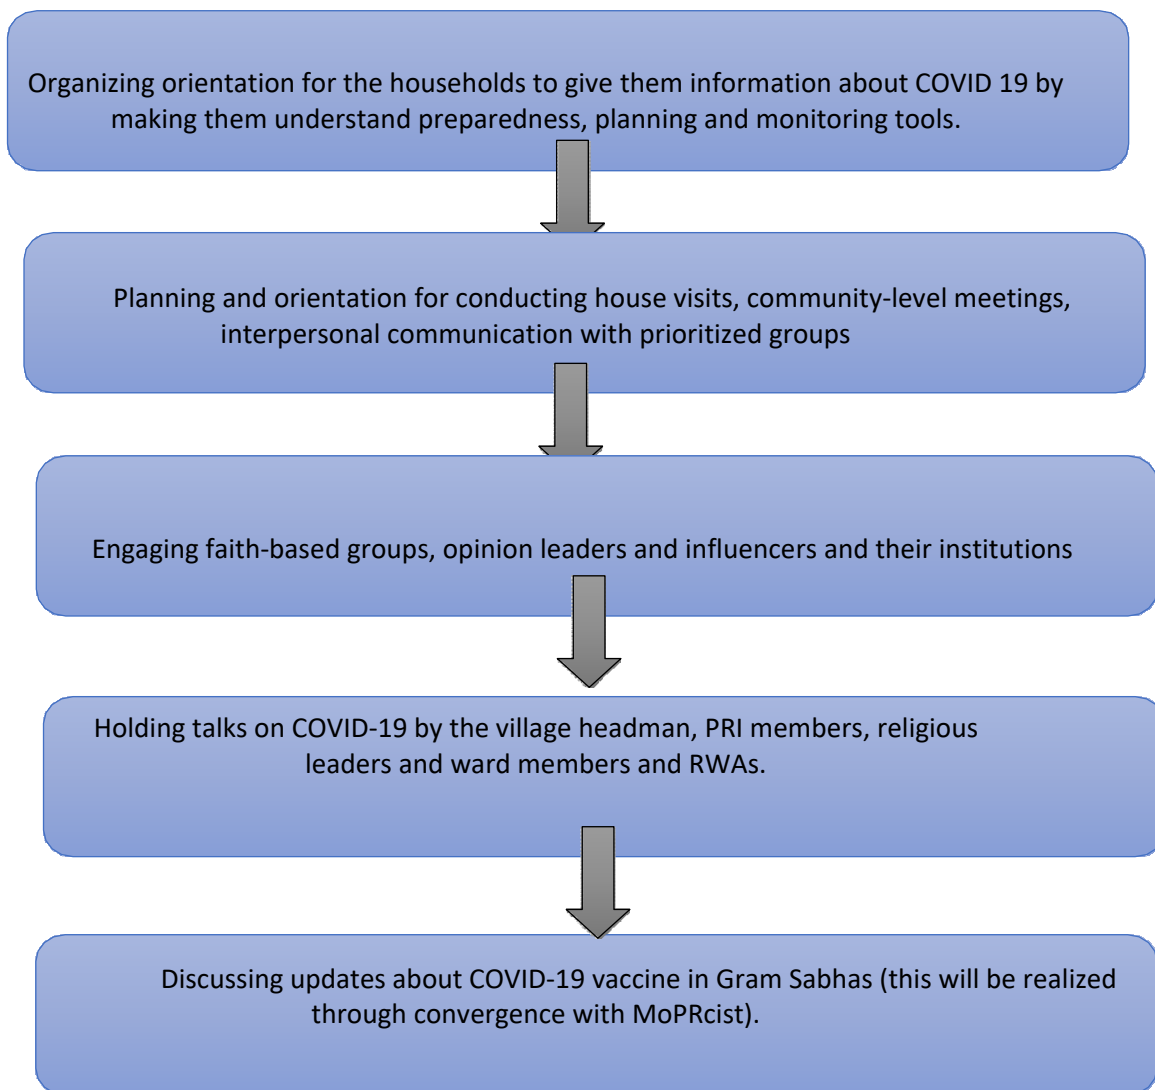 Organizing orientation for the households to give them information about COVID 19 by
making them understand preparedness, planning and monitoring tools.
Planning and orientation for conducting house visits, community-level meetings,
interpersonal communication with prioritized groups
Engaging faith-based groups, opinion leaders and influencers and their institutions
Holding talks on COVID-19 by the village headman, PRI members, religious
leaders and ward members and RWAs.
Discussing updates about COVID-19 vaccine in Gram Sabhas (this will be realized
through convergence with MoPRcist).